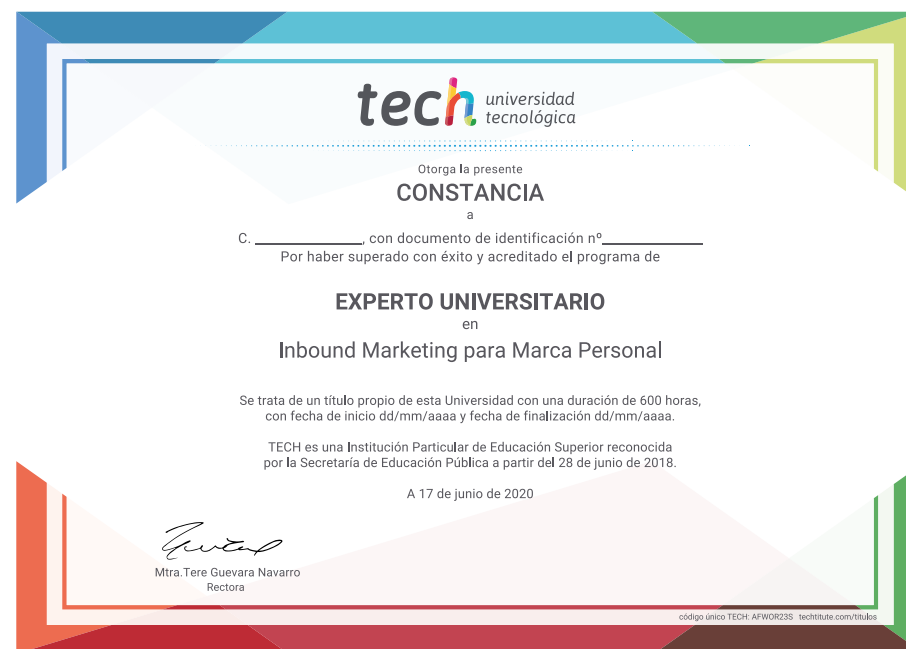 tech universidad
tecnológica
Otorga la presente
CONSTANCIA
a
C. ______________, con documento de identificación nº_____________
Por haber superado con éxito y acreditado el programa de
EXPERTO UNIVERSITARIO
en
Inbound Marketing para Marca Personal
Se trata de un título propio de esta Universidad con una duración de 600 horas,
con fecha de inicio dd/mm/aaaa y fecha de finalización dd/mm/aaaa.
TECH es una Institución Particular de Educación Superior reconocida
por la Secretaría de Educación Pública a partir del 28 de junio de 2018.
A 17 de junio de 2020
Mtra.Tere Guevara Navarro
Rectora
código único TECH: AFWOR23S techtitute.com/titulos